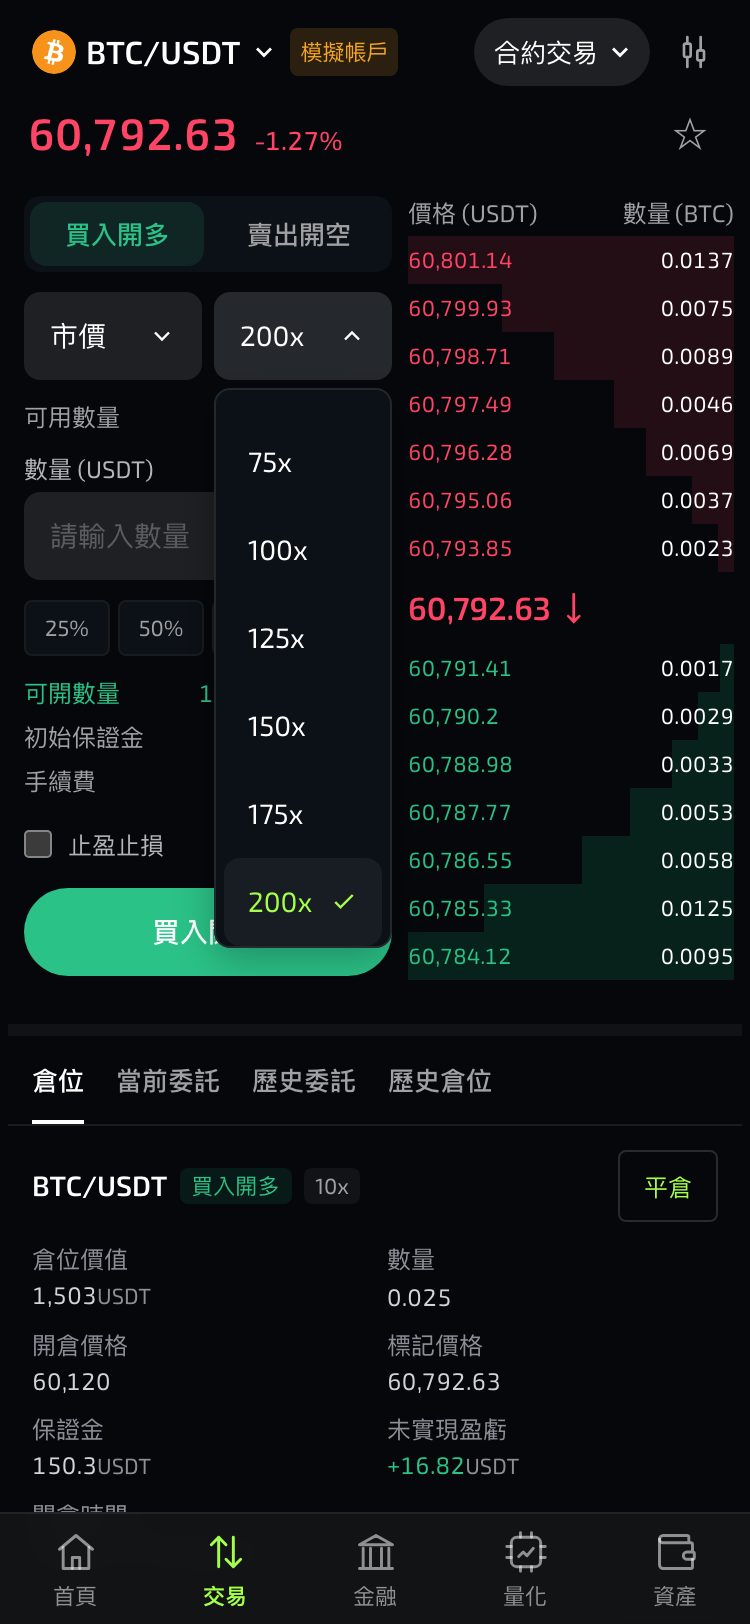 BTC/USDT 模擬帳戶 合約交易
60,792.63 -1.27%
買入開多 賣出開空
市價 200x
可用數量
數量 (USDT)
請輸入數量
25% 50%
可開數量 1
初始保證金
手續費
止盈止損
買入
75x
100x
125x
150x
175x
200x
價格 (USDT) 數量 (BTC)
60,801.14 0.0137
60,799.93 0.0075
60,798.71 0.0089
60,797.49 0.0046
60,796.28 0.0069
60,795.06 0.0037
60,793.85 0.0023
60,792.63 ↓
60,791.41 0.0017
60,790.2 0.0029
60,788.98 0.0033
60,787.77 0.0053
60,786.55 0.0058
60,785.33 0.0125
60,784.12 0.0095
倉位 當前委託 歷史委託 歷史倉位
BTC/USDT 買入開多 10x 平倉
倉位價值 數量
1,503USDT 0.025
開倉價格 標記價格
60,120 60,792.63
保證金 未實現盈虧
150.3USDT +16.82USDT
首頁 交易 金融 量化 資產